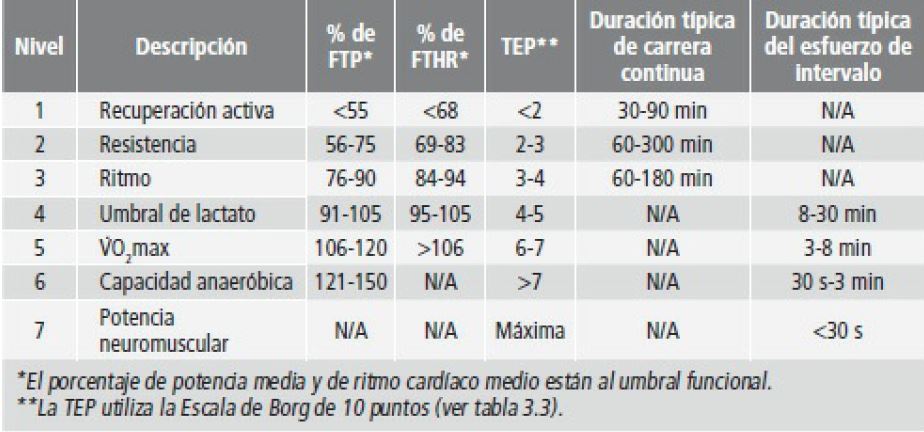 Nivel Descripción % de FTP* % de FTHR* TEP** Duración típica de carrera continua Duración típica del esfuerzo de intervalo
1 Recuperación activa <55 <68 <2 30-90 min N/A
2 Resistencia 56-75 69-83 2-3 60-300 min N/A
3 Ritmo 76-90 84-94 3-4 60-180 min N/A
4 Umbral de lactato 91-105 95-105 4-5 N/A 8-30 min
5 V̇O₂max 106-120 >106 6-7 N/A 3-8 min
6 Capacidad anaeróbica 121-150 N/A >7 N/A 30 s-3 min
7 Potencia neuromuscular N/A N/A Máxima N/A <30 s
*El porcentaje de potencia media y de ritmo cardíaco medio están al umbral funcional.
**La TEP utiliza la Escala de Borg de 10 puntos (ver tabla 3.3).